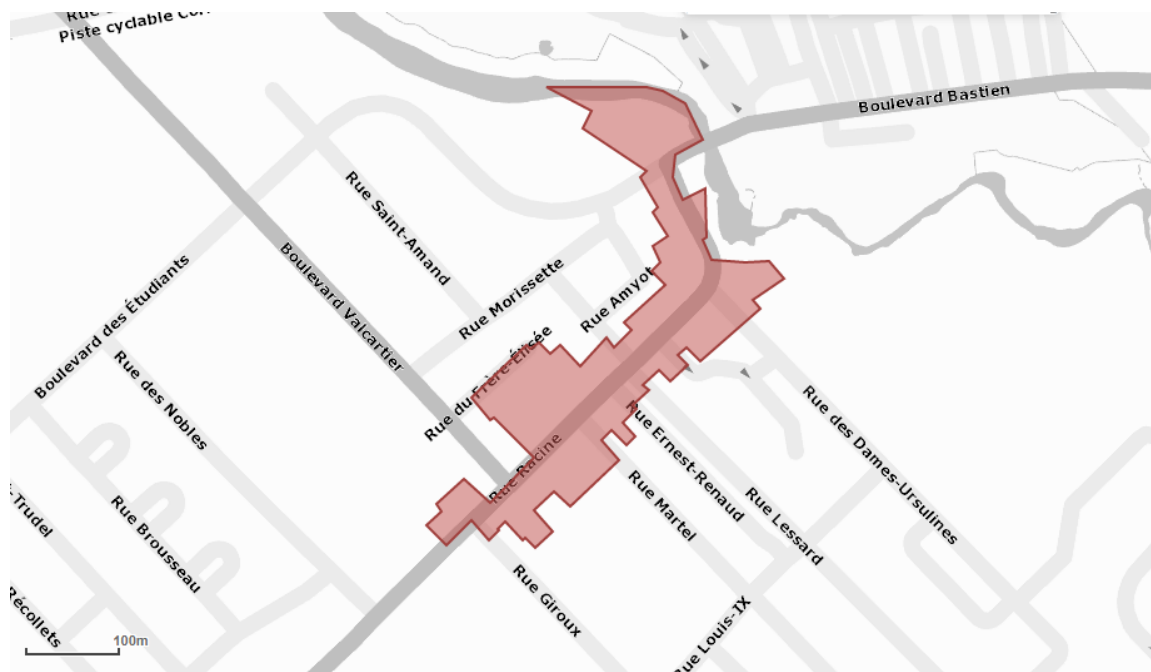 Piste cyclable
Boulevard Bastien
Rue Saint-Amand
Boulevard Valcartier
Boulevard des Étudiants
Rue Morissette
Rue Amyot
Rue du Frère-Élisée
Rue des Nobles
Rue Racine
Rue Ernest-Renaud
Rue des Dames-Ursulines
Rue Martel
Rue Lessard
Rue Brousseau
Trudel
Rue Giroux
Rue Louis-IX
Récollets
100m